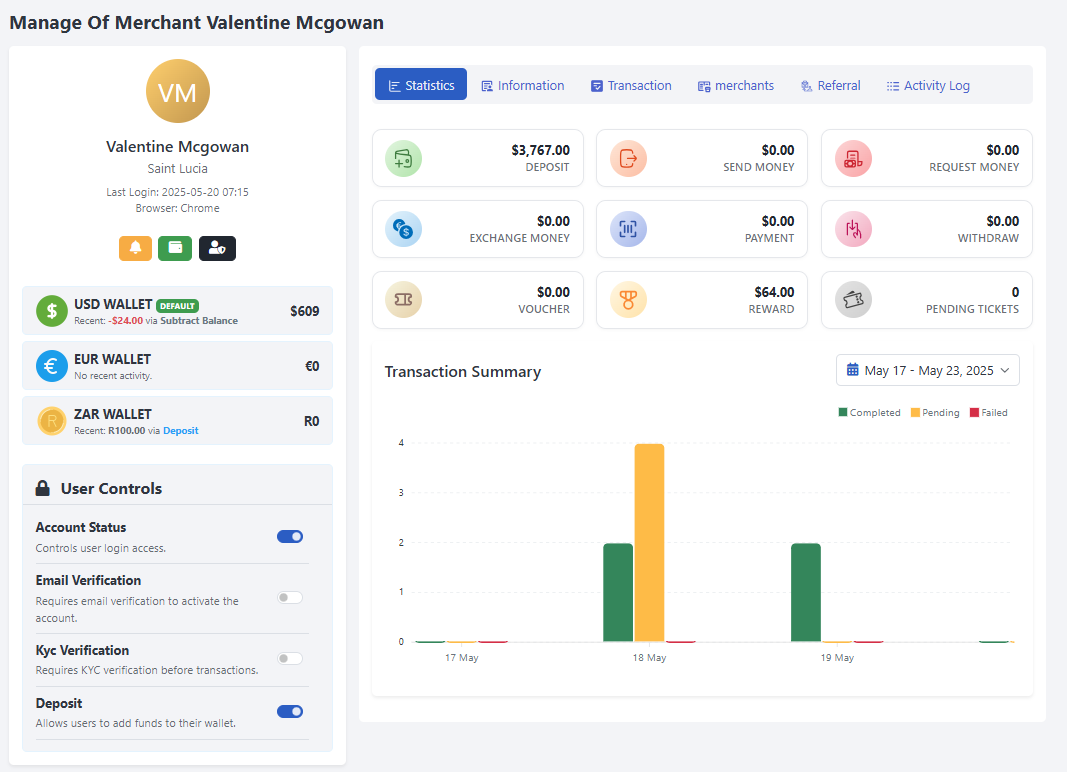 Manage Of Merchant Valentine Mcgowan
VM
Valentine Mcgowan
Saint Lucia
Last Login: 2025-05-20 07:15
Browser: Chrome
$
USD WALLET DEFAULT
$609
Recent: -$24.00 via Subtract Balance
€
EUR WALLET
€0
No recent activity.
R
ZAR WALLET
R0
Recent: R100.00 via Deposit
User Controls
Account Status
Controls user login access.
Email Verification
Requires email verification to activate the
account.
Kyc Verification
Requires KYC verification before transactions.
Deposit
Allows users to add funds to their wallet.
Statistics
Information
Transaction
merchants
Referral
Activity Log
$3,767.00
DEPOSIT
$0.00
SEND MONEY
$0.00
REQUEST MONEY
$
$0.00
EXCHANGE MONEY
$0.00
PAYMENT
$0.00
WITHDRAW
$0.00
VOUCHER
$64.00
REWARD
0
PENDING TICKETS
Transaction Summary
May 17 - May 23, 2025
Completed
Pending
Failed
4
3
2
1
0
17 May
18 May
19 May